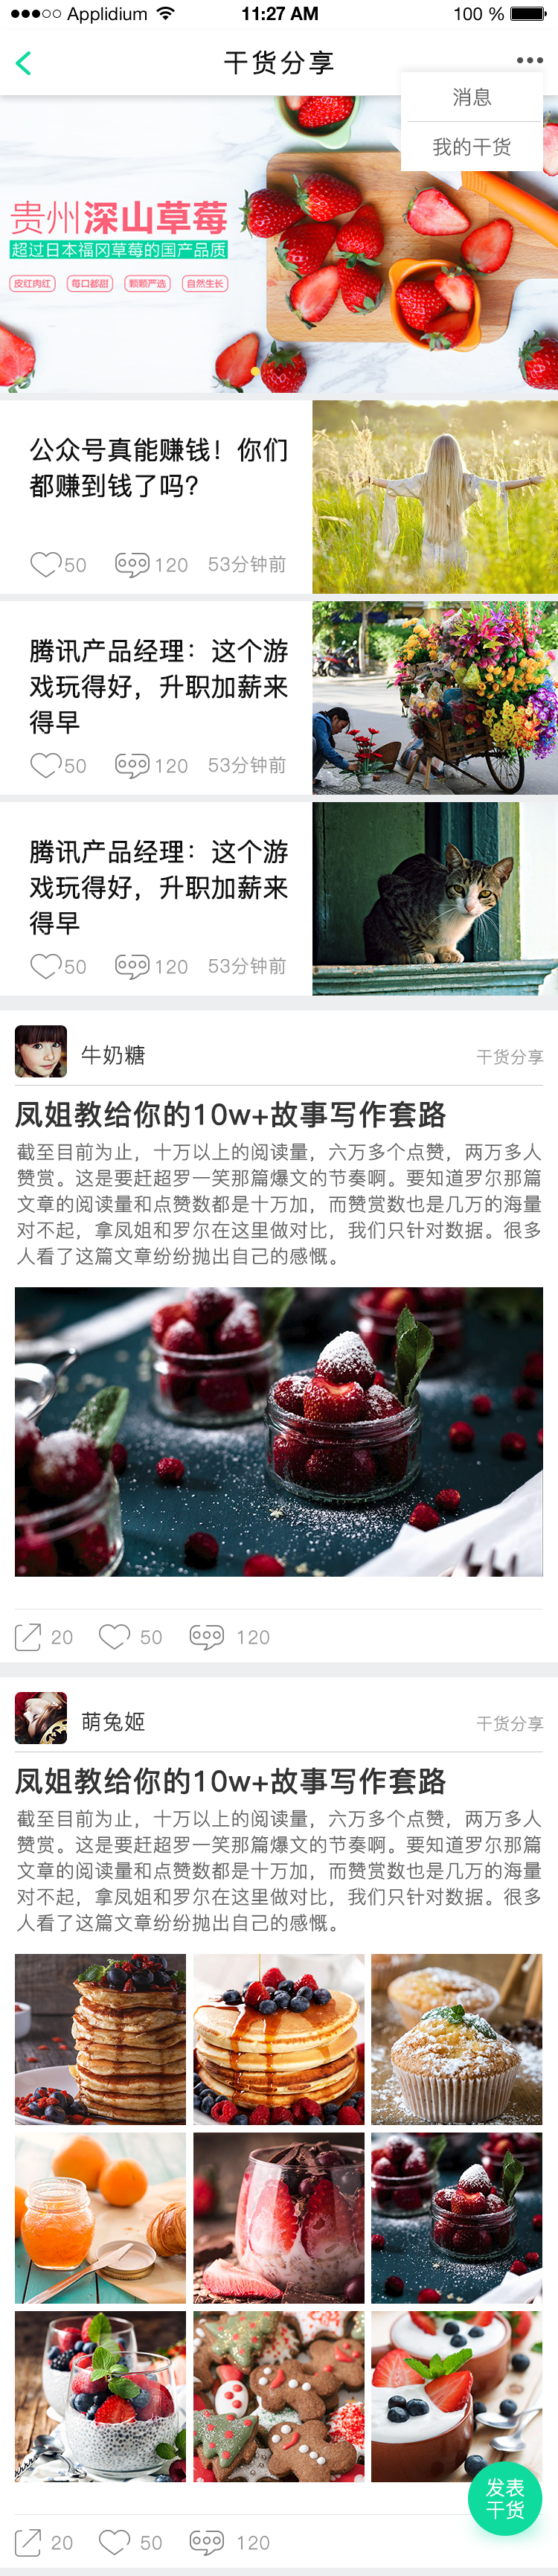 Applidium
11:27 AM
100 %
干货分享
消息
我的干货
贵州深山草莓
超过日本福冈草莓的国产品质
皮红肉红 每口都甜 颗颗严选 自然生长
公众号真能赚钱！你们
都赚到钱了吗？
50 120 53分钟前
腾讯产品经理：这个游
戏玩得好，升职加薪来
得早
50 120 53分钟前
腾讯产品经理：这个游
戏玩得好，升职加薪来
得早
50 120 53分钟前
牛奶糖
干货分享
凤姐教给你的10w+故事写作套路
截至目前为止，十万以上的阅读量，六万多个点赞，两万多人
赞赏。这是要赶超罗一笑那篇爆文的节奏啊。要知道罗尔那篇
文章的阅读量和点赞数都是十万加，而赞赏数也是几万的海量
对不起，拿凤姐和罗尔在这里做对比，我们只针对数据。很多
人看了这篇文章纷纷抛出自己的感慨。
20 50 120
萌兔姬
干货分享
凤姐教给你的10w+故事写作套路
截至目前为止，十万以上的阅读量，六万多个点赞，两万多人
赞赏。这是要赶超罗一笑那篇爆文的节奏啊。要知道罗尔那篇
文章的阅读量和点赞数都是十万加，而赞赏数也是几万的海量
对不起，拿凤姐和罗尔在这里做对比，我们只针对数据。很多
人看了这篇文章纷纷抛出自己的感慨。
发表
干货
20 50 120